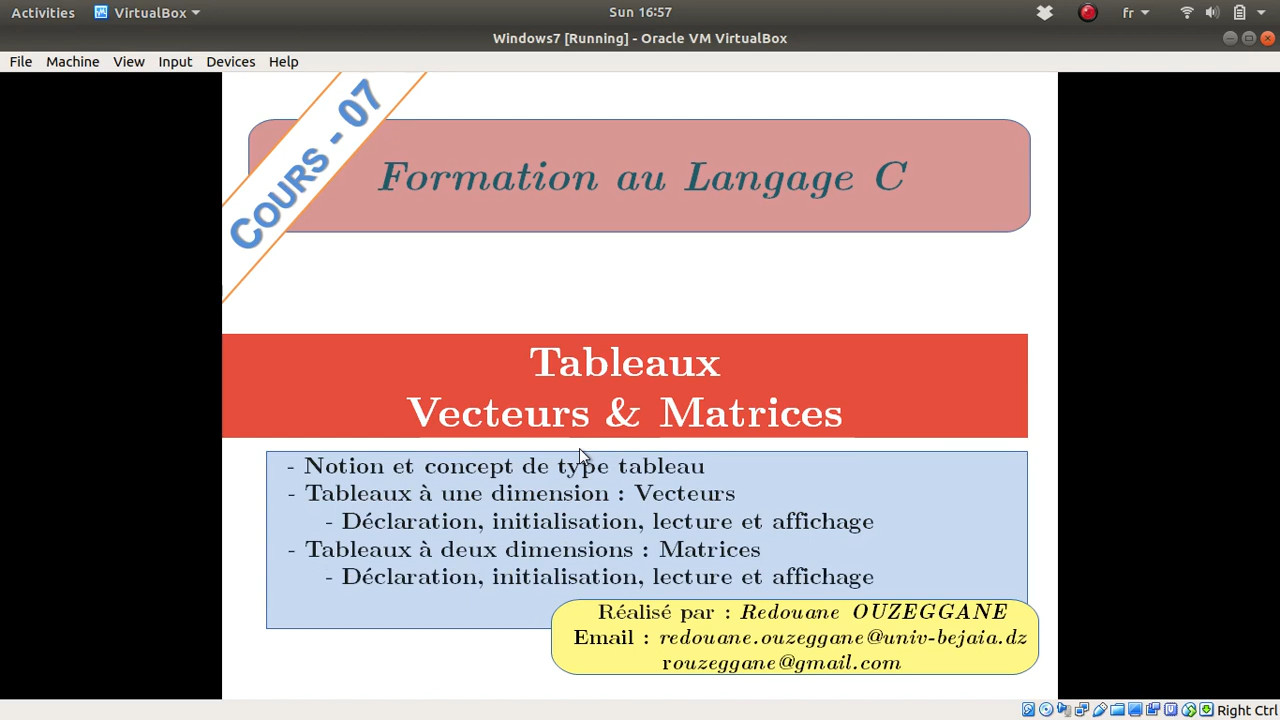 Activities VirtualBox Sun 16:57 fr
Windows7 [Running] - Oracle VM VirtualBox
File Machine View Input Devices Help
COURS - 07
Formation au Langage C
Tableaux
Vecteurs & Matrices
- Notion et concept de type tableau
- Tableaux à une dimension : Vecteurs
- Déclaration, initialisation, lecture et affichage
- Tableaux à deux dimensions : Matrices
- Déclaration, initialisation, lecture et affichage
Réalisé par : Redouane OUZEGGANE
Email : redouane.ouzeggane@univ-bejaia.dz
rouzeggane@gmail.com
Right Ctrl